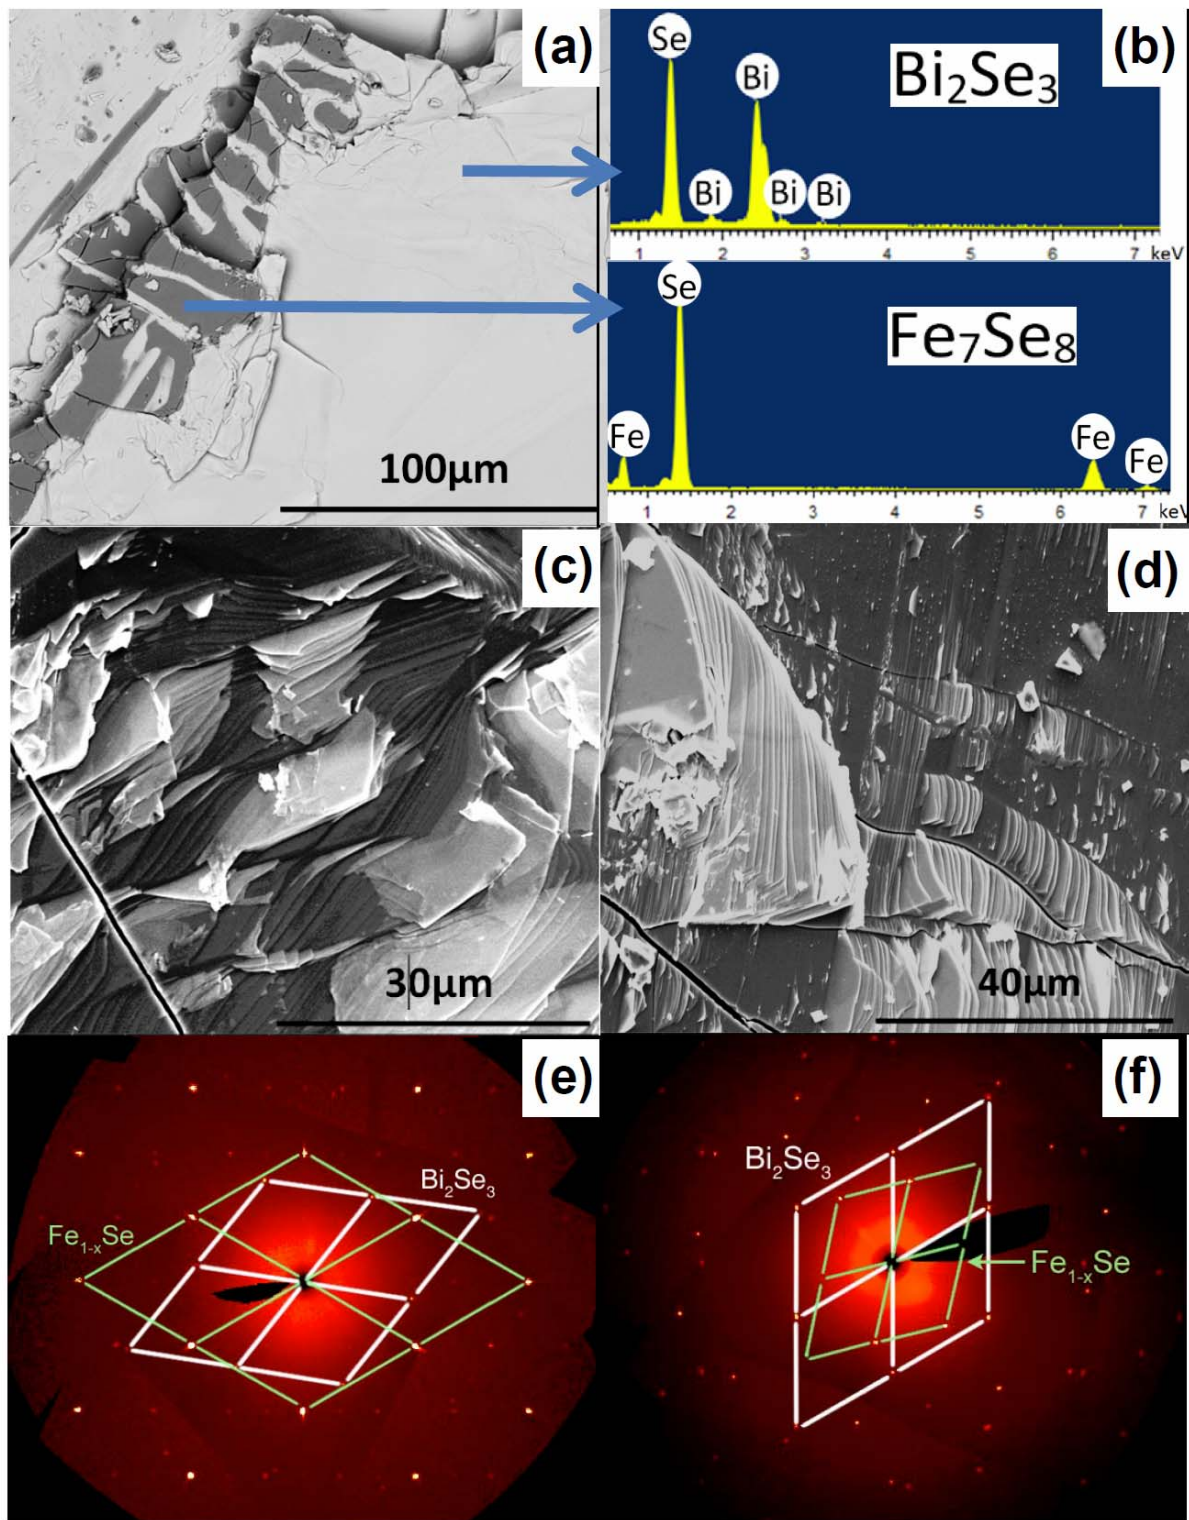 (a)
100μm
(b)
Bi₂Se₃
Se
Bi
Bi
Bi
Bi
1 2 3 4 5 6 7 keV
Fe₇Se₈
Se
Fe
Fe
Fe
1 2 3 4 5 6 7 keV
(c)
30μm
(d)
40μm
(e)
Bi₂Se₃
Fe₁₋ₓSe
(f)
Bi₂Se₃
Fe₁₋ₓSe